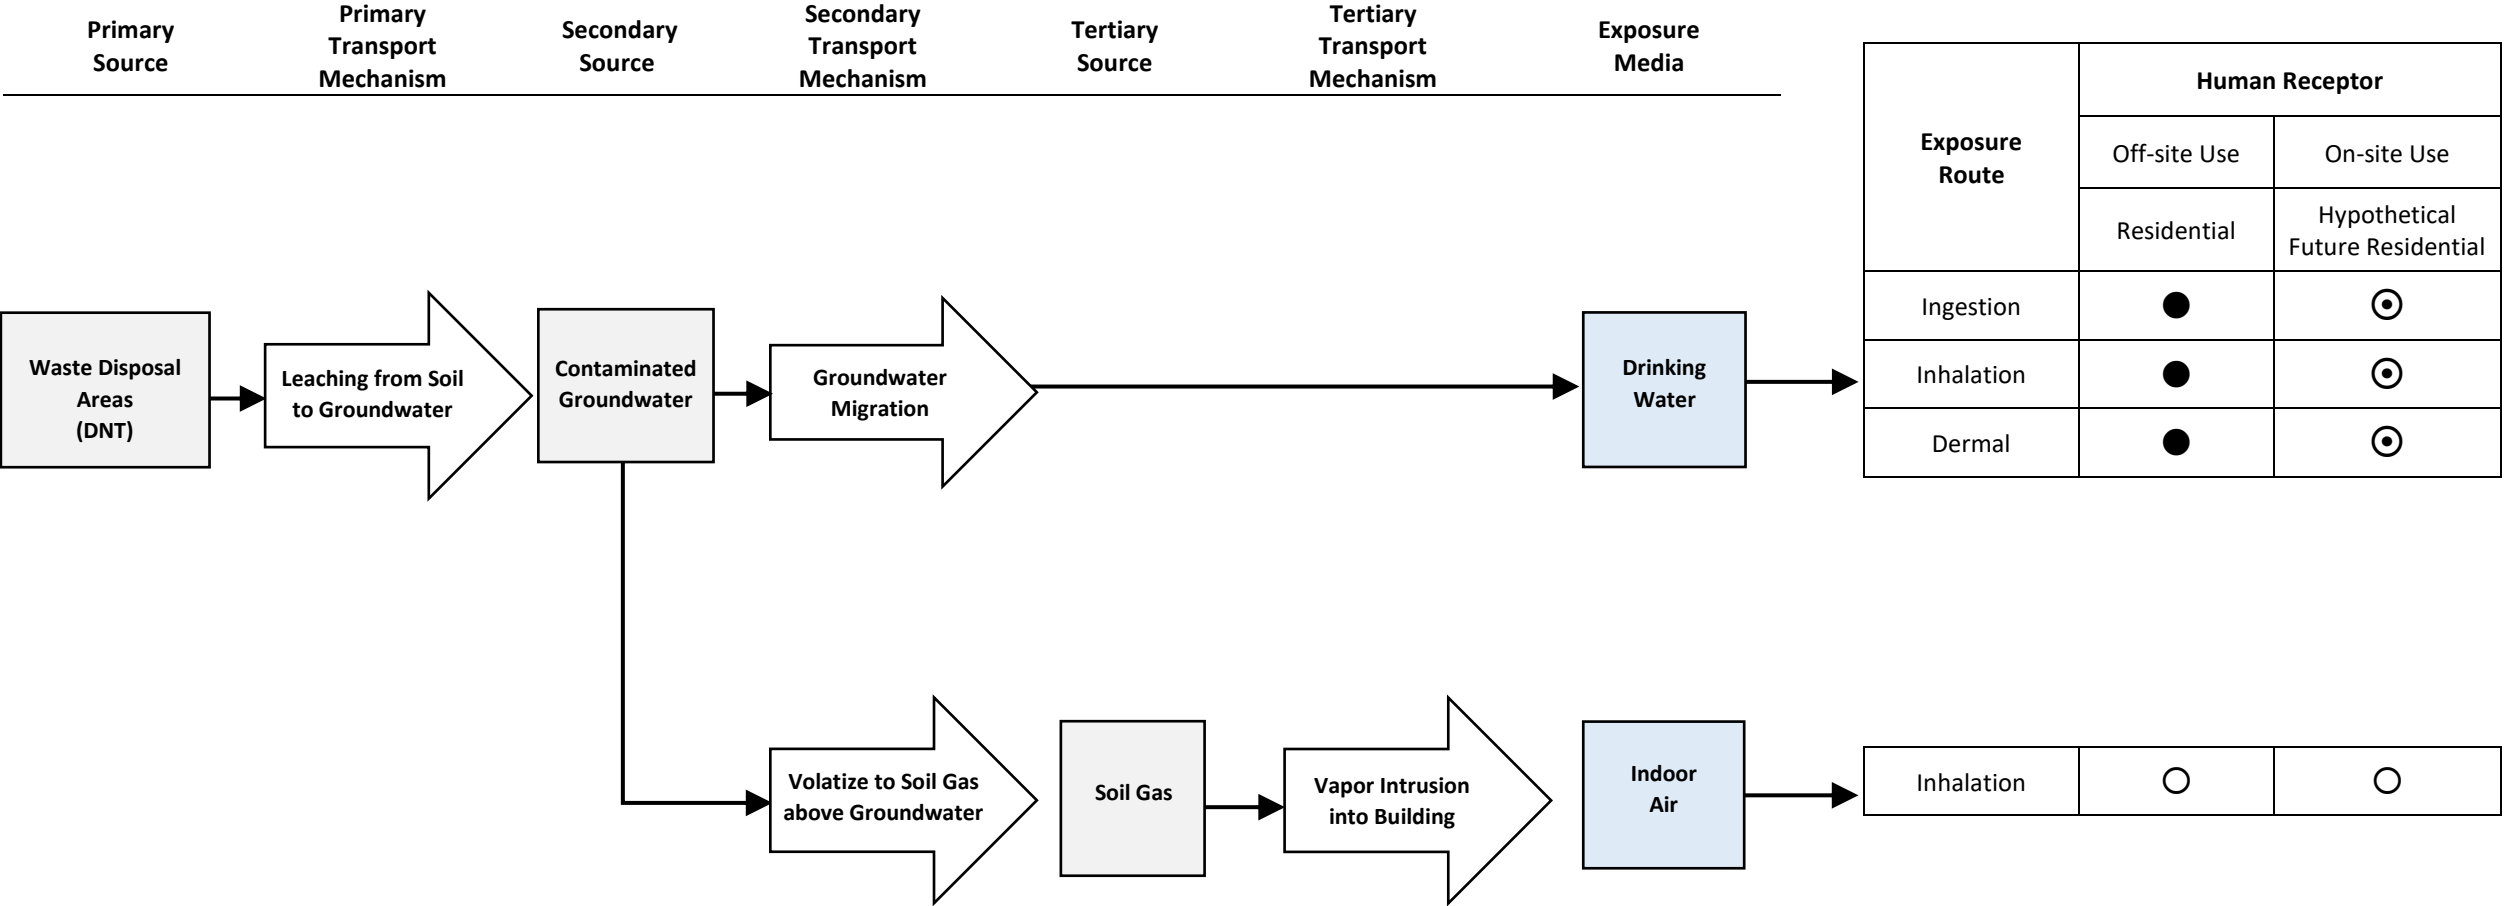 Primary
Source
Primary
Transport
Mechanism
Secondary
Source
Secondary
Transport
Mechanism
Tertiary
Source
Tertiary
Transport
Mechanism
Exposure
Media
Exposure
Route
Human Receptor
Off-site Use
On-site Use
Residential
Hypothetical
Future Residential
Ingestion
Inhalation
Dermal
Waste Disposal
Areas
(DNT)
Leaching from Soil
to Groundwater
Contaminated
Groundwater
Groundwater
Migration
Drinking
Water
Volatize to Soil Gas
above Groundwater
Soil Gas
Vapor Intrusion
into Building
Indoor
Air
Inhalation